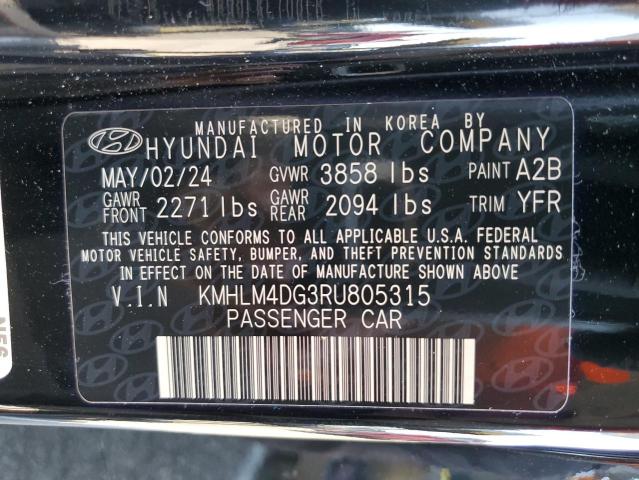 MANUFACTURED IN KOREA BY
HYUNDAI MOTOR COMPANY
MAY/02/24 GVWR 3858 lbs PAINT A2B
GAWR FRONT 2271 lbs GAWR REAR 2094 lbs TRIM YFR
THIS VEHICLE CONFORMS TO ALL APPLICABLE U.S.A. FEDERAL
MOTOR VEHICLE SAFETY, BUMPER, AND THEFT PREVENTION STANDARDS
IN EFFECT ON THE DATE OF MANUFACTURE SHOWN ABOVE
V.I.N KMHLM4DG3RU805315
PASSENGER CAR